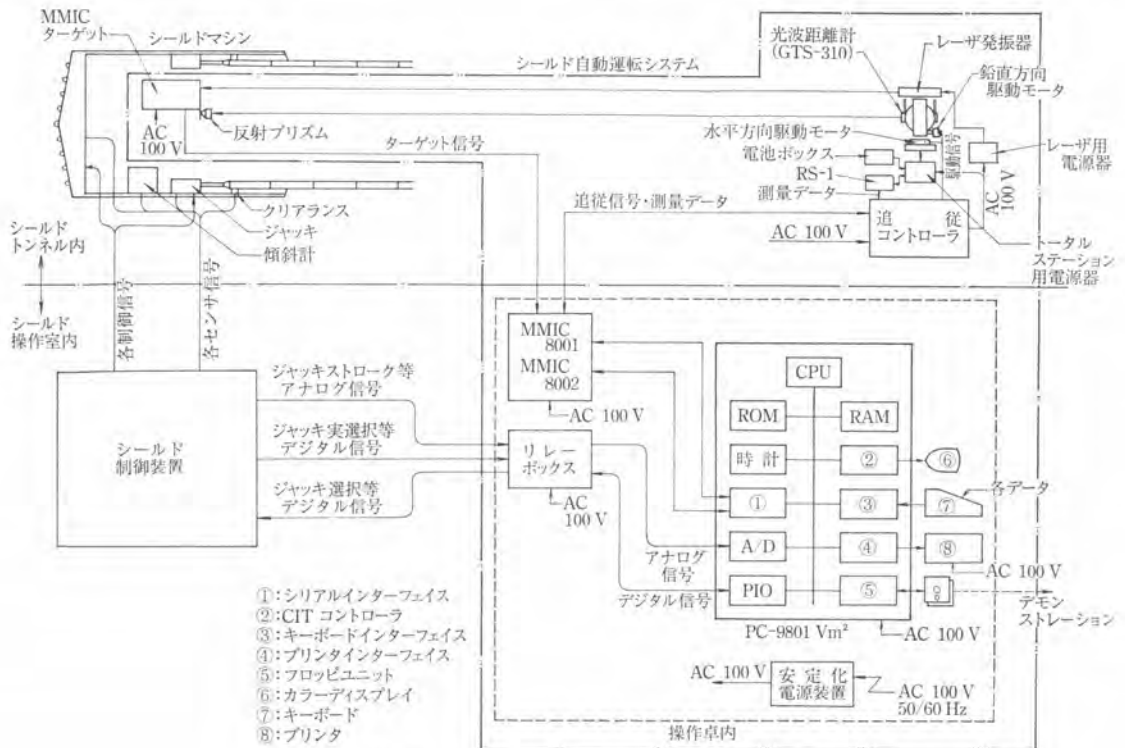 MMIC
ターゲット
シールドマシン
シールド自動運転システム
光波距離計
(GTS-310)
レーザ発振器
鉛直方向
駆動モータ
AC
100 V
反射プリズム
ターゲット信号
水平方向駆動モータ
電池ボックス
RS-1
測量データ
駆動信号
レーザ用
電源器
AC
100 V
クリアランス
ジャッキ
傾斜計
追従信号・測量データ
AC 100 V
追従
コントローラ
トータル
ステーション
用電源器
シールド
トンネル内
シールド
操作室内
各制御信号
各センサ信号
MMIC
8001
MMIC
8002
AC 100 V
CPU
ROM
RAM
時計
②
⑥
①
③
⑦
各データ
A/D
④
⑧
AC 100 V
PIO
⑤
デモン
ストレーション
PC-9801 Vm²
AC 100 V
シールド
制御装置
ジャッキストローク等
アナログ信号
ジャッキ実選択等
デジタル信号
ジャッキ選択等
デジタル信号
リレー
ボックス
AC
100 V
アナログ
信号
デジタル信号
①:シリアルインターフェイス
②:CIT コントローラ
③:キーボードインターフェイス
④:プリンタインターフェイス
⑤:フロッピユニット
⑥:カラーディスプレイ
⑦:キーボード
⑧:プリンタ
AC 100 V
安定化
電源装置
AC 100 V
50/60 Hz
操作卓内